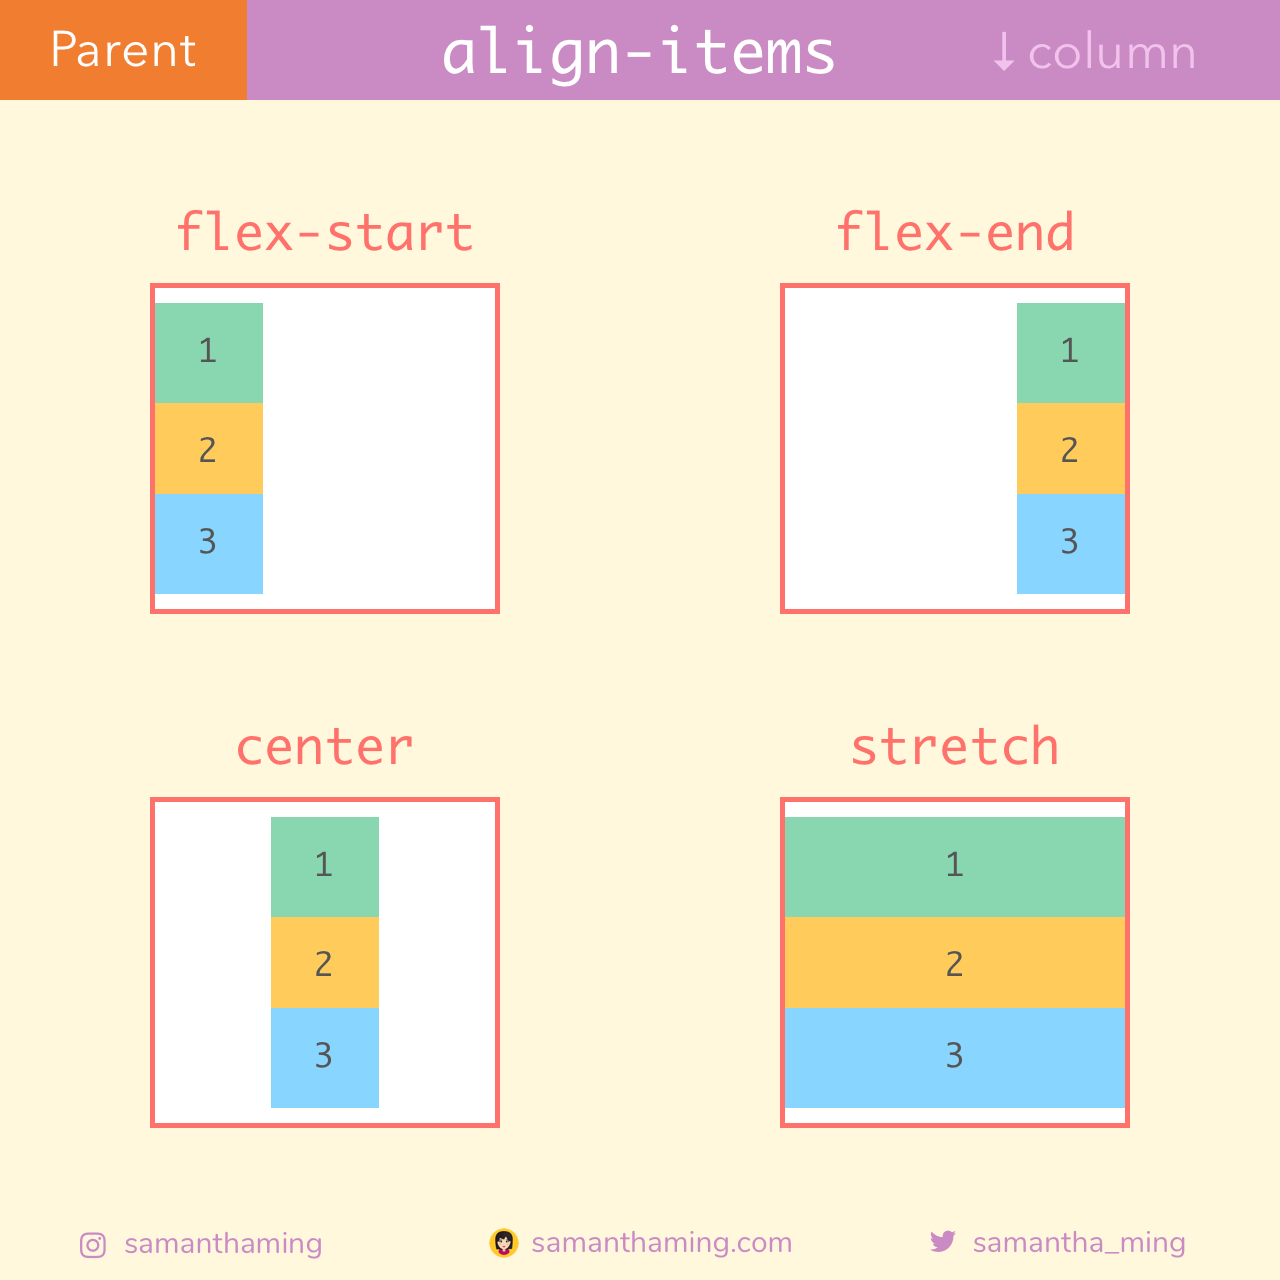 Parent
align-items
↓ column
flex-start
1
2
3
flex-end
1
2
3
center
1
2
3
stretch
1
2
3
samanthaming
samanthaming.com
samantha_ming